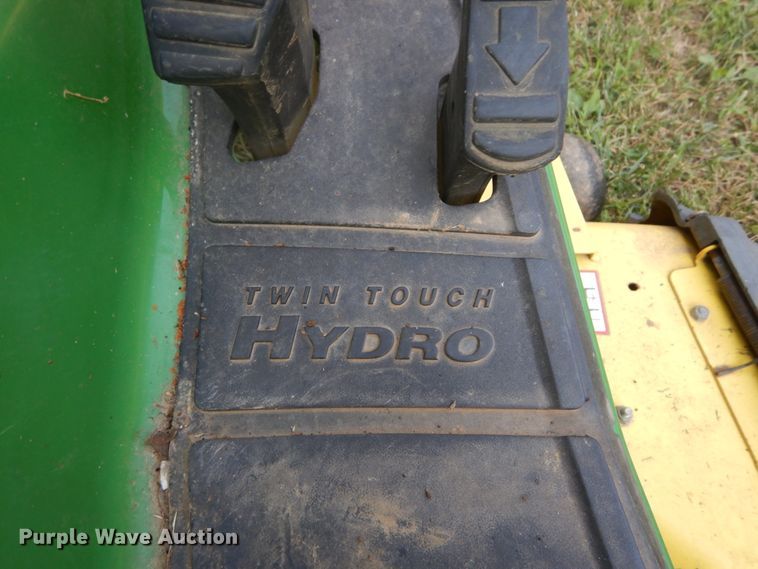 TWIN TOUCH
HYDRO
Purple Wave Auction